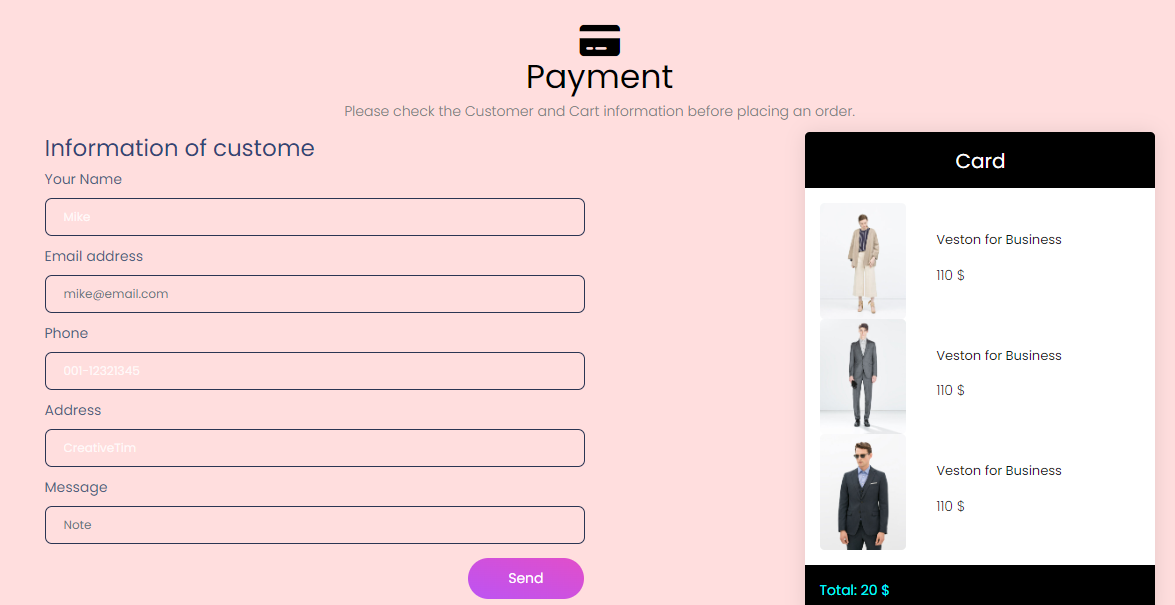 Payment
Please check the Customer and Cart information before placing an order.
Information of custome
Your Name
Mike
Email address
mike@email.com
Phone
001-12321345
Address
CreativeTim
Message
Note
Send
Card
Veston for Business
110 $
Veston for Business
110 $
Veston for Business
110 $
Total: 20 $